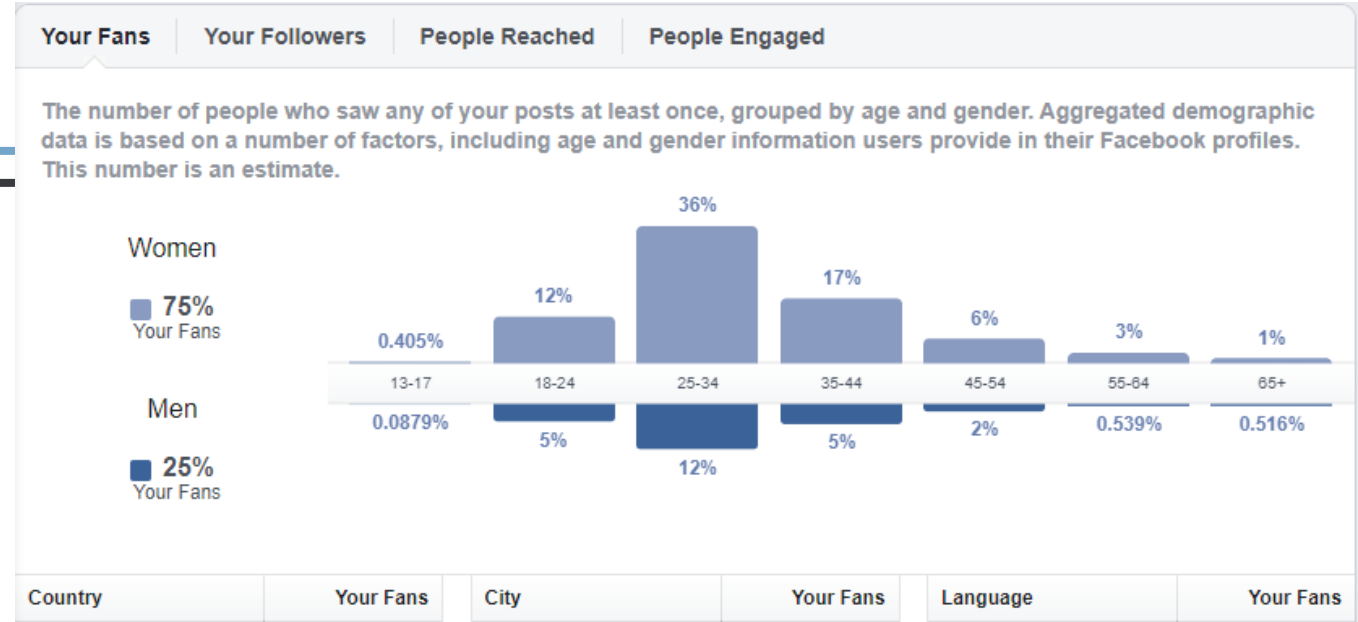 Your Fans Your Followers People Reached People Engaged
The number of people who saw any of your posts at least once, grouped by age and gender. Aggregated demographic
data is based on a number of factors, including age and gender information users provide in their Facebook profiles.
This number is an estimate.
Women
75%
Your Fans
0.405% 12% 36% 17% 6% 3% 1%
13-17 18-24 25-34 35-44 45-54 55-64 65+
Men
25%
Your Fans
0.0879% 5% 12% 5% 2% 0.539% 0.516%
Country Your Fans City Your Fans Language Your Fans